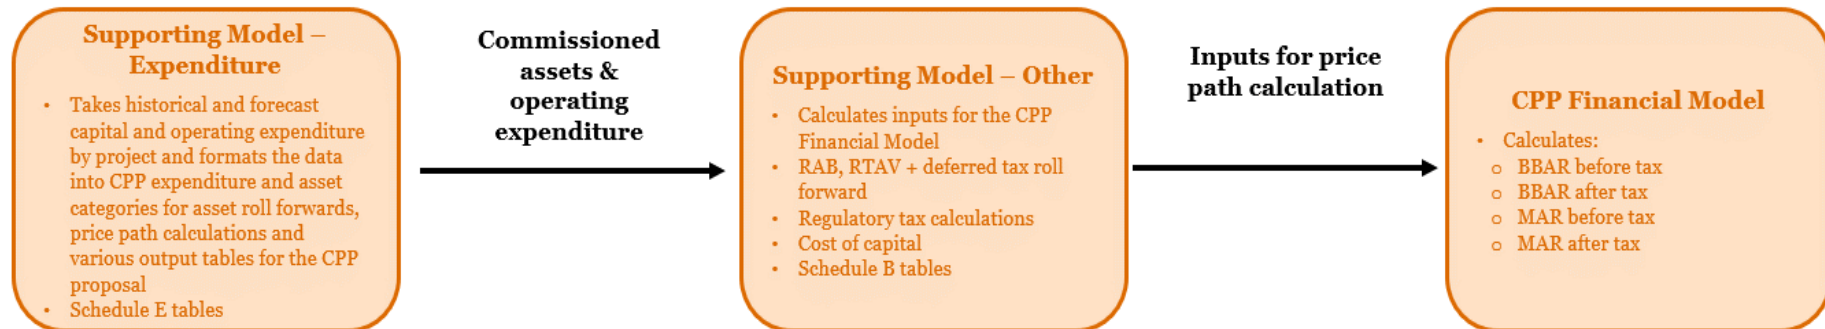 Supporting Model –
Expenditure
• Takes historical and forecast
capital and operating expenditure
by project and formats the data
into CPP expenditure and asset
categories for asset roll forwards,
price path calculations and
various output tables for the CPP
proposal
• Schedule E tables
Commissioned
assets &
operating
expenditure
Supporting Model – Other
• Calculates inputs for the CPP
Financial Model
• RAB, RTAV + deferred tax roll
forward
• Regulatory tax calculations
• Cost of capital
• Schedule B tables
Inputs for price
path calculation
CPP Financial Model
• Calculates:
o BBAR before tax
o BBAR after tax
o MAR before tax
o MAR after tax